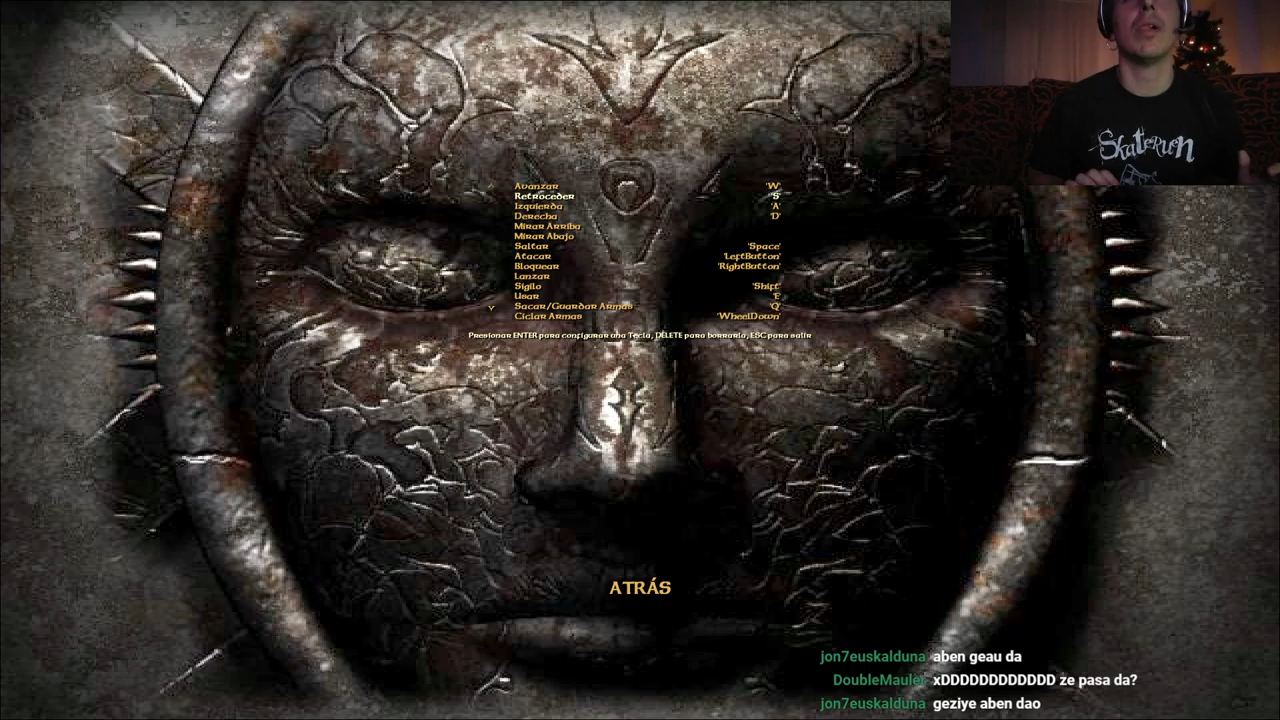 SkateRun
Avanzar 'W'
Retroceder 'S'
Izquierda 'A'
Derecha 'D'
Mirar Arriba
Mirar Abajo
Saltar 'Space'
Atacar 'LeftButton'
Bloquear 'RightButton'
Lanzar
Sigilo 'Shift'
Usar 'E'
Sacar/Guardar Armas 'Q'
Ciclar Armas 'WheelDown'
Presionar ENTER para configurar una Tecla, DELETE para borrarla, ESC para salir
ATRÁS
jon7euskalduna aben geau da
DoubleMauler xDDDDDDDDDDDD ze pasa da?
jon7euskalduna geziye aben dao